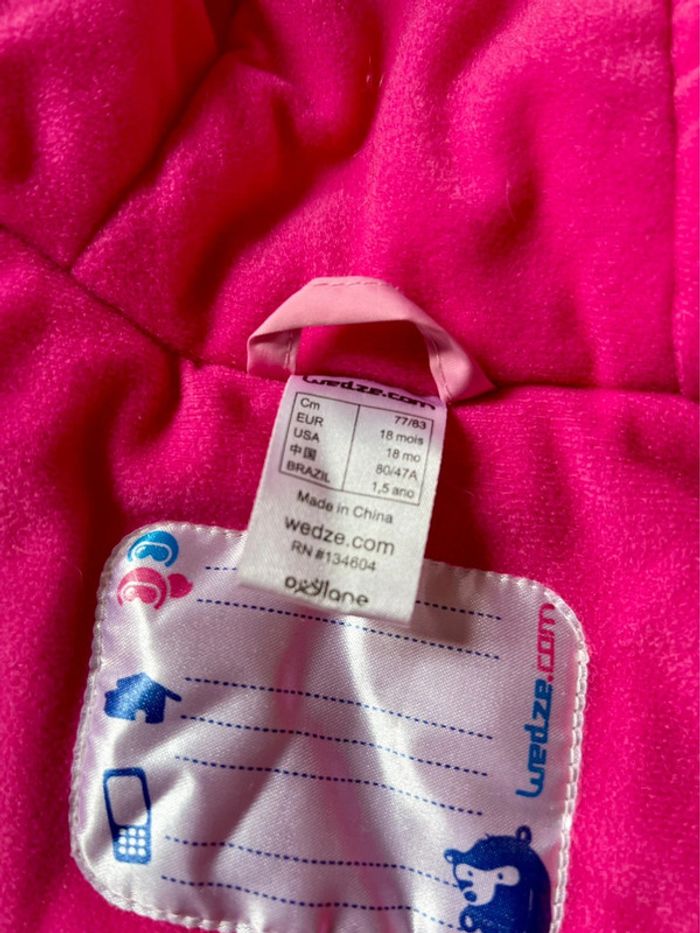 wedze.com
Cm 77/83
EUR 18 mois
USA 18 mo
中国 80/47A
BRAZIL 1,5 ano
Made in China
wedze.com
RN #134604
oxylane
wedze.com